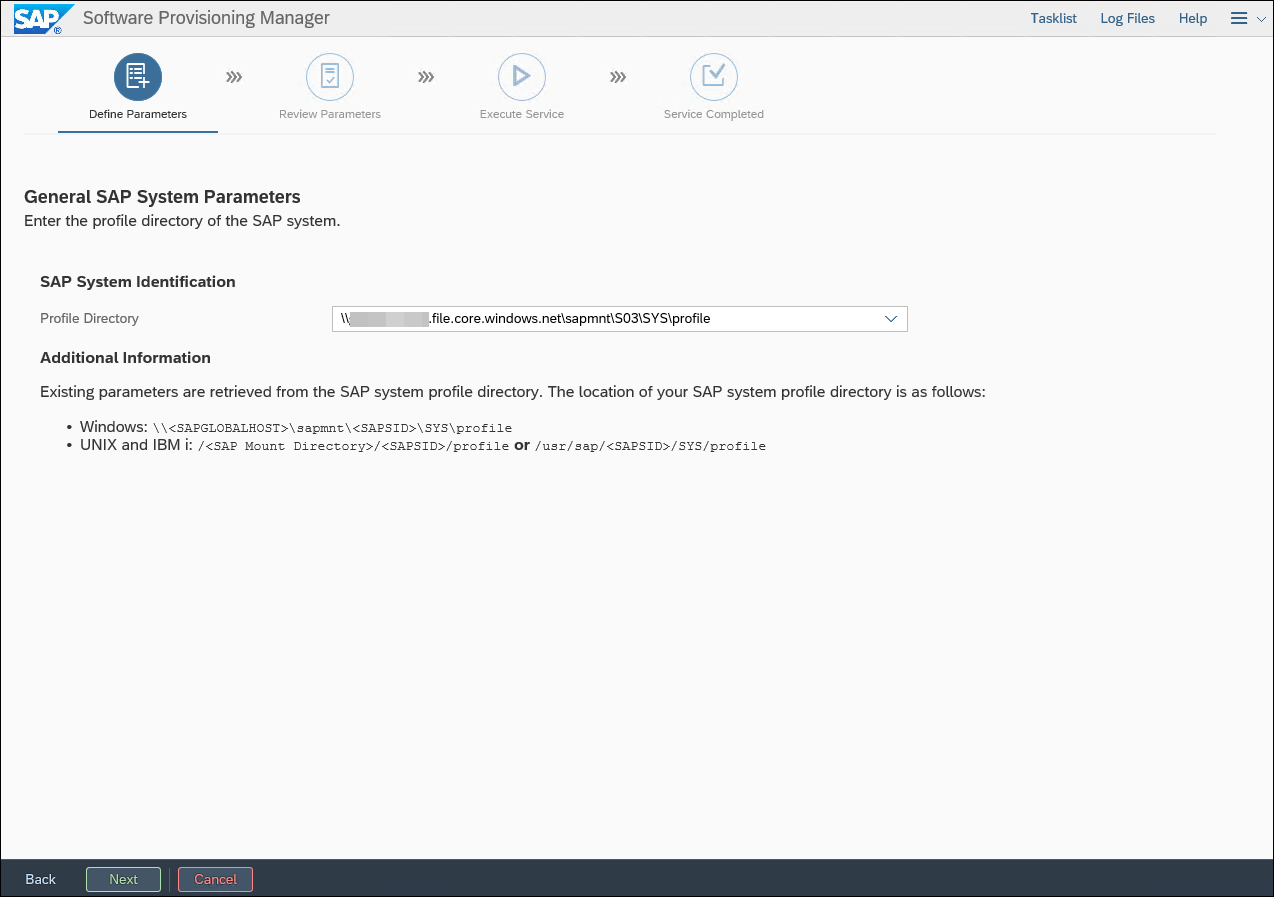 SAP ® Software Provisioning Manager Tasklist Log Files Help
Define Parameters Review Parameters Execute Service Service Completed
General SAP System Parameters
Enter the profile directory of the SAP system.
SAP System Identification
Profile Directory \\ .file.core.windows.net\sapmnt\S03\SYS\profile
Additional Information
Existing parameters are retrieved from the SAP system profile directory. The location of your SAP system profile directory is as follows:
• Windows: \\<SAPGLOBALHOST>\sapmnt\<SAPSID>\SYS\profile
• UNIX and IBM i: /<SAP Mount Directory>/<SAPSID>/profile or /usr/sap/<SAPSID>/SYS/profile
Back Next Cancel